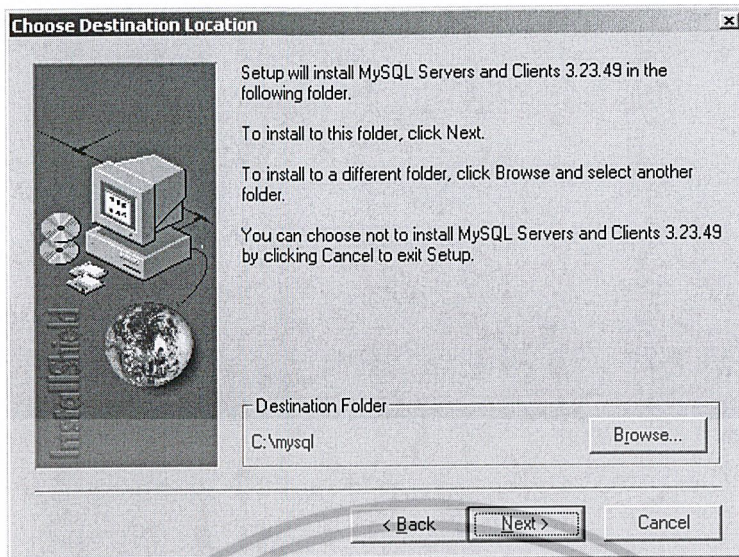 Choose Destination Location
Setup will install MySQL Servers and Clients 3.23.49 in the
following folder.
To install to this folder, click Next.
To install to a different folder, click Browse and select another
folder.
You can choose not to install MySQL Servers and Clients 3.23.49
by clicking Cancel to exit Setup.
InstallShield
Destination Folder
C:\mysql
Browse...
< Back
Next >
Cancel